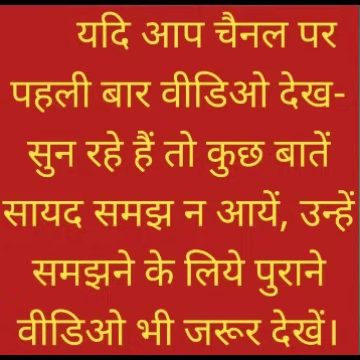 यदि आप चैनल पर
पहली बार वीडिओ देख-
सुन रहे हैं तो कुछ बातें
सायद समझ न आयें, उन्हें
समझने के लिये पुराने
वीडिओ भी जरूर देखें।